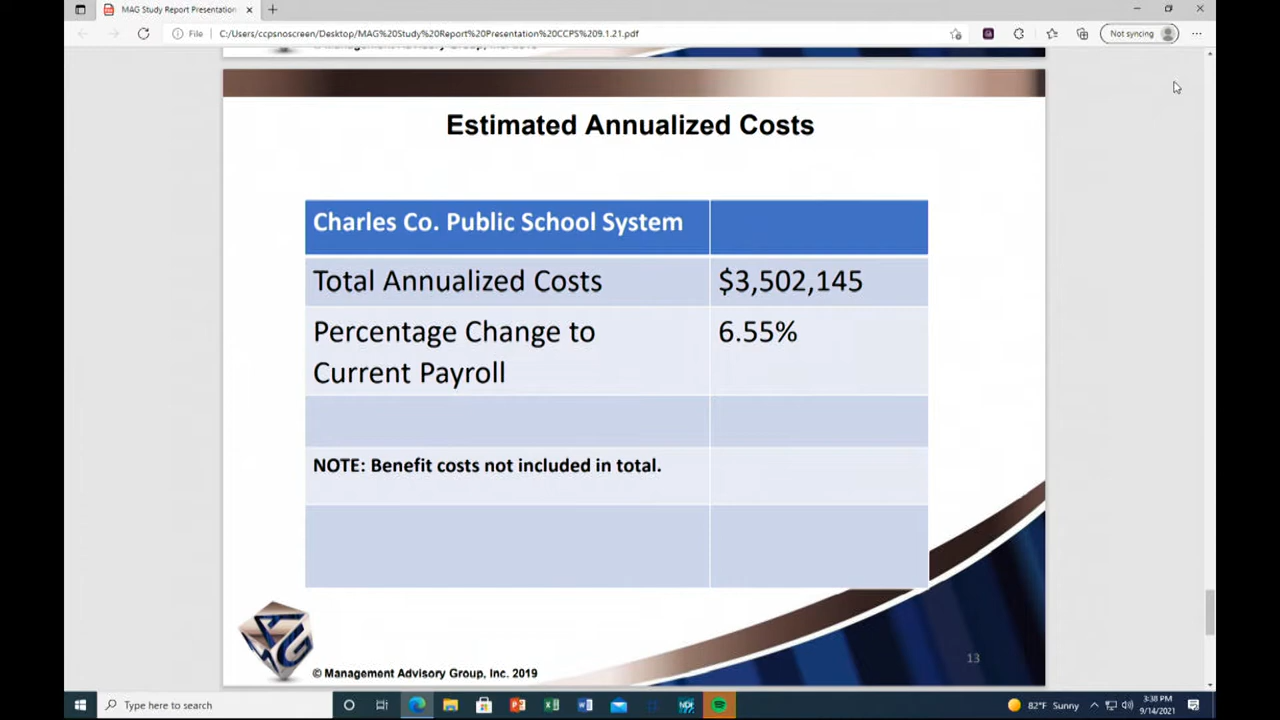 MAG Study Report Presentation
File
C:/Users/ccpsnoscreen/Desktop/MAG%20Study%20Report%20Presentation%20CCPS%209.1.21.pdf
Not syncing
Estimated Annualized Costs
Charles Co. Public School System
Total Annualized Costs $3,502,145
Percentage Change to 6.55%
Current Payroll
NOTE: Benefit costs not included in total.
13
© Management Advisory Group, Inc. 2019
Type here to search
82°F Sunny
3:38 PM
9/14/2021